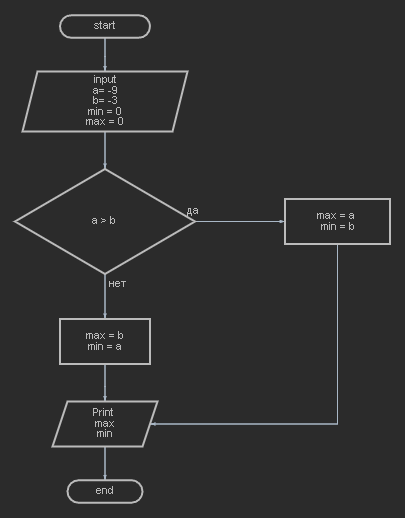 start
input
a= -9
b= -3
min = 0
max = 0
a > b
да
max = a
min = b
нет
max = b
min = a
Print
max
min
end